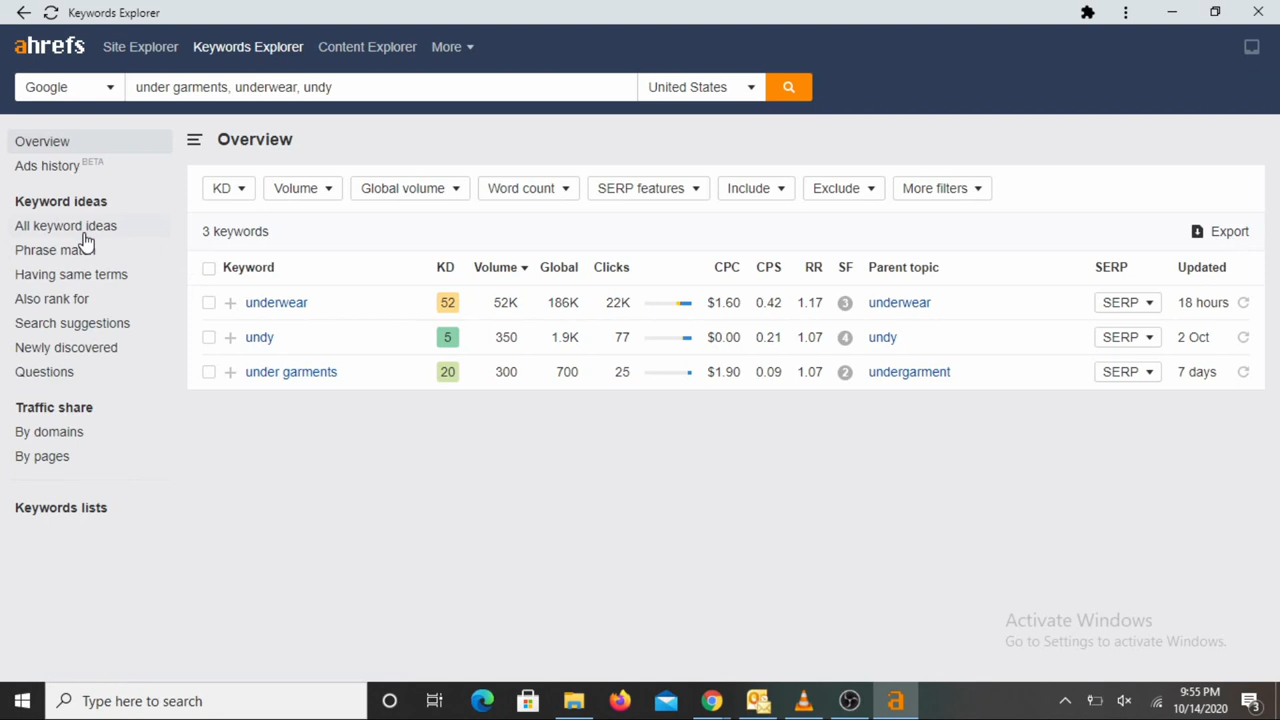 Keywords Explorer
ahrefs Site Explorer Keywords Explorer Content Explorer More
Google under garments, underwear, undy United States
Overview
Ads history BETA
Keyword ideas
All keyword ideas
Phrase
Having same terms
Also rank for
Search suggestions
Newly discovered
Questions
Traffic share
By domains
By pages
Keywords lists
Overview
KD Volume Global volume Word count SERP features Include Exclude More filters
3 keywords Export
Keyword KD Volume Global Clicks CPC CPS RR SF Parent topic SERP Updated
underwear 52 52K 186K 22K $1.60 0.42 1.17 3 underwear SERP 18 hours
undy 5 350 1.9K 77 $0.00 0.21 1.07 4 undy SERP 2 Oct
under garments 20 300 700 25 $1.90 0.09 1.07 2 undergarment SERP 7 days
Activate Windows
Go to Settings to activate Windows.
Type here to search
a
9:55 PM
10/14/2020
3